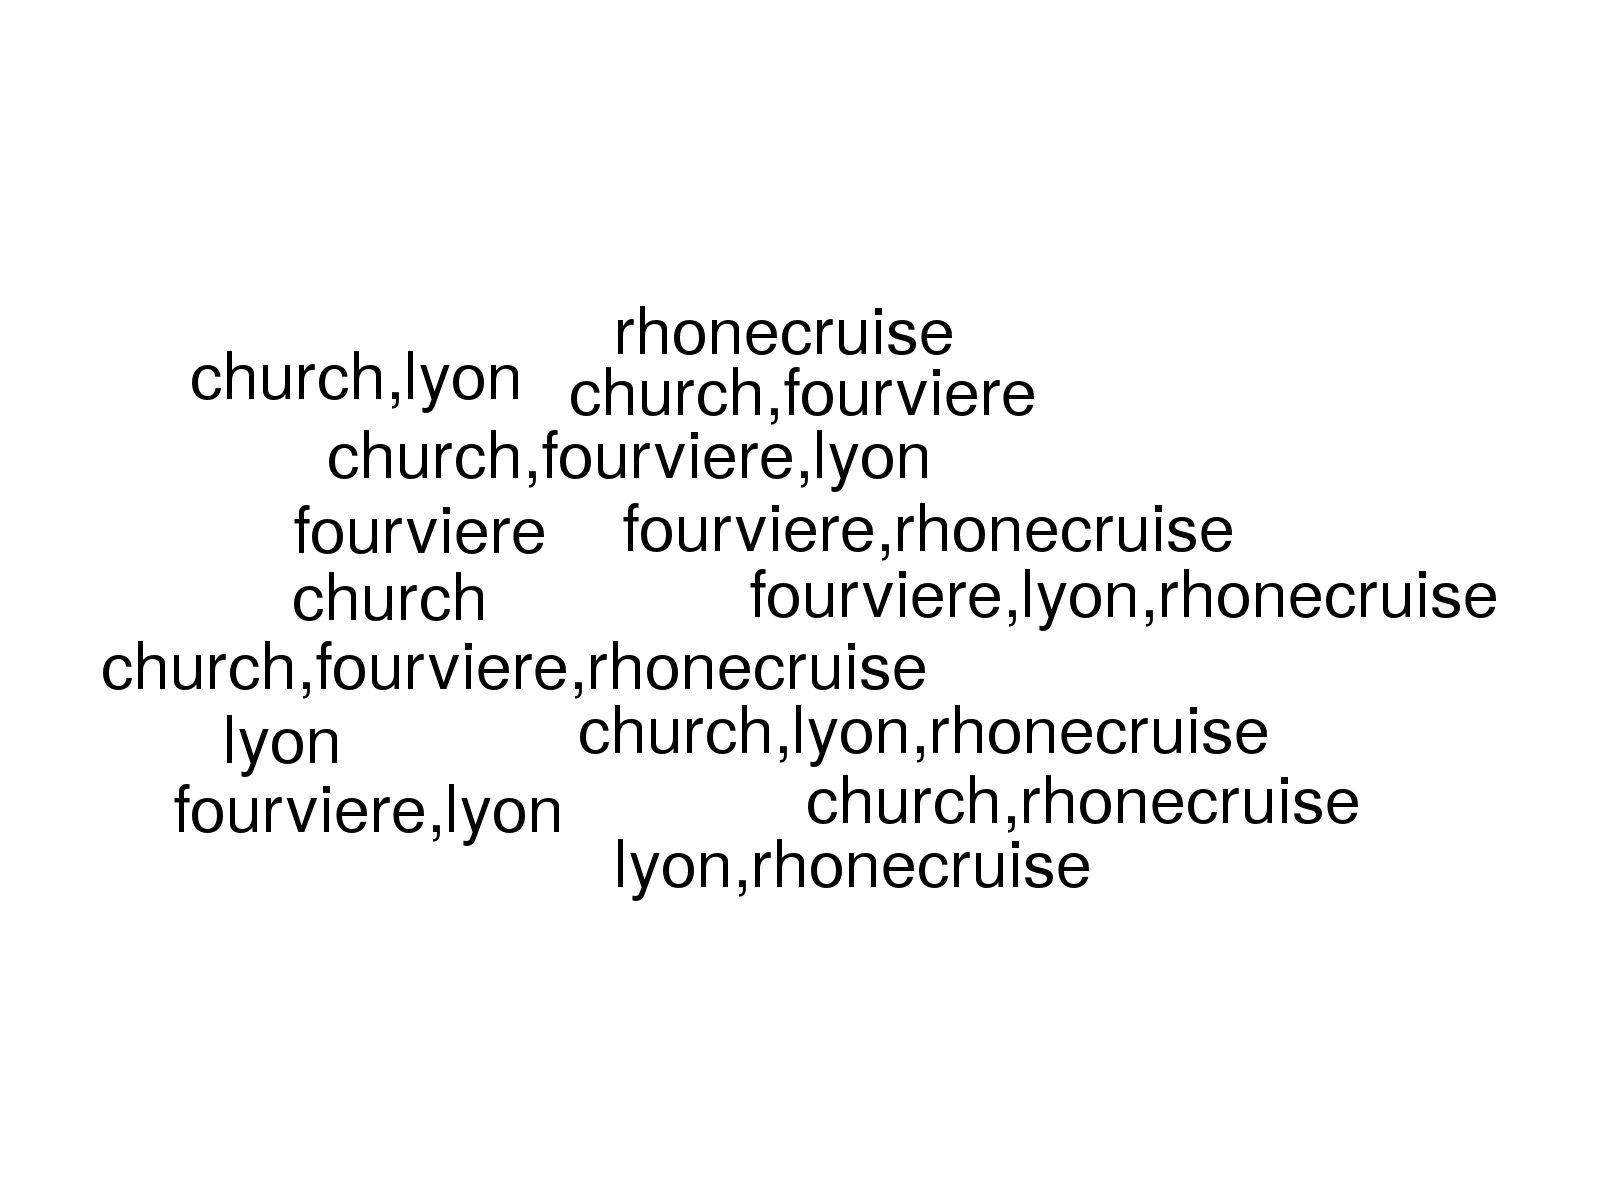 rhonecruise
church,lyon
church,fourviere
church,fourviere,lyon
fourviere
fourviere,rhonecruise
church
fourviere,lyon,rhonecruise
church,fourviere,rhonecruise
lyon
church,lyon,rhonecruise
fourviere,lyon
church,rhonecruise
lyon,rhonecruise